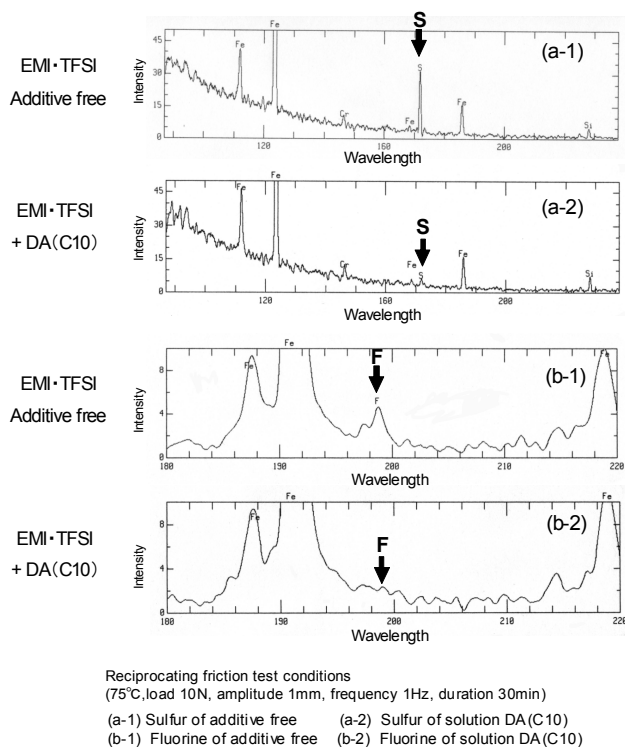 EMI・TFSI
Additive free
Intensity
45
30
15
0
Fe
Fe
Cr
Fe
S
S
Fe
Si
(a-1)
120
160
200
Wavelength
EMI・TFSI
+ DA(C10)
Intensity
45
30
15
0
Fe
Fe
Cr
Fe
S
S
Fe
Si
(a-2)
120
160
200
Wavelength
EMI・TFSI
Additive free
Intensity
8
4
0
Fe
Fe
F
F
Fe
(b-1)
180
190
200
210
220
Wavelength
EMI・TFSI
+ DA(C10)
Intensity
8
4
0
Fe
Fe
F
Fe
(b-2)
180
190
200
210
220
Wavelength
Reciprocating friction test conditions
(75℃,load 10N, amplitude 1mm, frequency 1Hz, duration 30min)
(a-1) Sulfur of additive free (a-2) Sulfur of solution DA(C10)
(b-1) Fluorine of additive free (b-2) Fluorine of solution DA(C10)